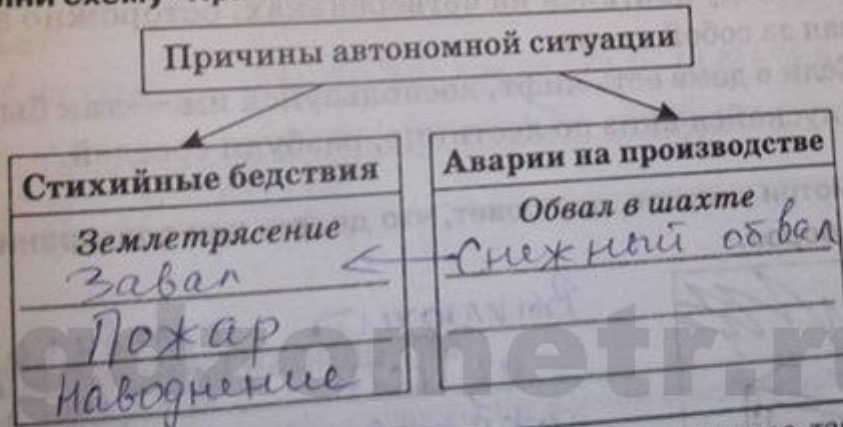 Причины автономной ситуации
Стихийные бедствия
Землетрясение
Завал
Пожар
Наводнение
Аварии на производстве
Обвал в шахте
Снежный обвал